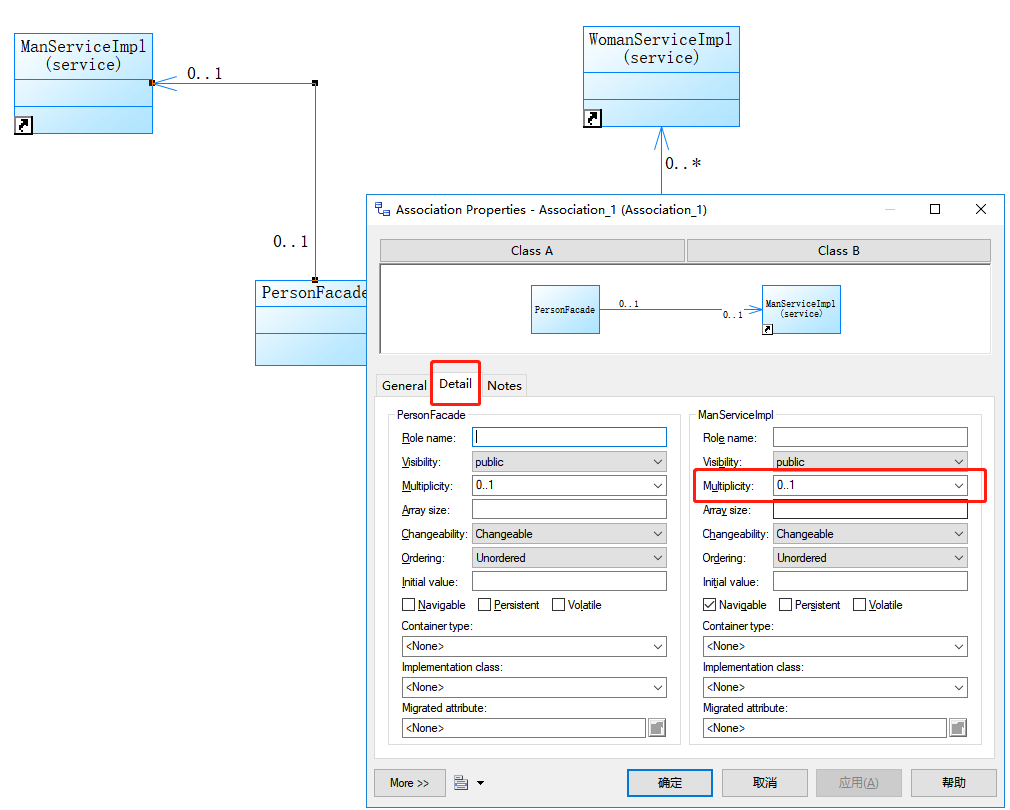 ManServiceImpl
(service)
0..1
WomanServiceImpl
(service)
0..*
0..1
PersonFacade
Association Properties - Association_1 (Association_1)
Class A
Class B
PersonFacade
0..1
0..1
ManServiceImpl
(service)
General
Detail
Notes
PersonFacade
Role name:
Visibility:
public
Multiplicity:
0..1
Array size:
Changeability:
Changeable
Ordering:
Unordered
Initial value:
Navigable
Persistent
Volatile
Container type:
<None>
Implementation class:
<None>
Migrated attribute:
<None>
ManServiceImpl
Role name:
Visibility:
public
Multiplicity:
0..1
Array size:
Changeability:
Changeable
Ordering:
Unordered
Initial value:
Navigable
Persistent
Volatile
Container type:
<None>
Implementation class:
<None>
Migrated attribute:
<None>
More >>
确定
取消
应用(A)
帮助